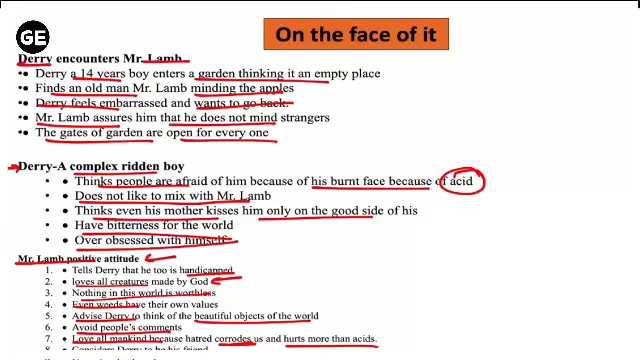 GE
On the face of it
Derry encounters Mr. Lamb
• Derry a 14 years boy enters a garden thinking it an empty place
• Finds an old man Mr. Lamb minding the apples
• Derry feels embarrassed and wants to go back.
• Mr. Lamb assures him that he does not mind strangers
• The gates of garden are open for every one
Derry-A complex ridden boy
• • Thinks people are afraid of him because of his burnt face because of acid
• • Does not like to mix with Mr. Lamb
• • Thinks even his mother kisses him only on the good side of his
• • Have bitterness for the world
• • Over obsessed with himself
Mr. Lamb positive attitude
1. • Tells Derry that he too is handicapped
2. • loves all creatures made by God
3. • Nothing in this world is worthless
4. • Even weeds have their own values
5. • Advise Derry to think of the beautiful objects of the world
6. • Avoid people's comments
7. • Love all mankind because hatred corrodes us and hurts more than acids.
8. • Considers Derry to be his friend